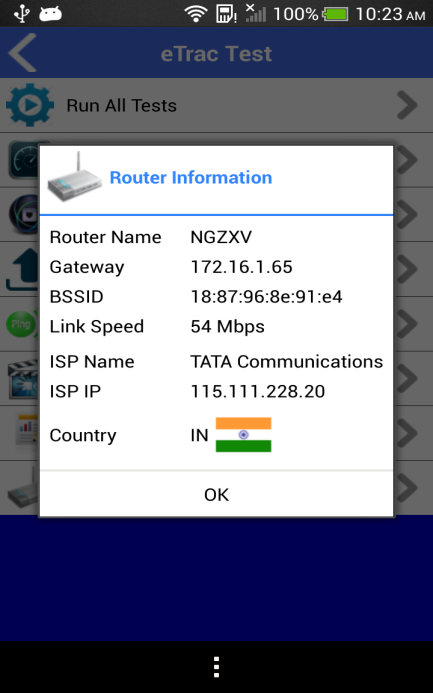 100% 10:23 AM
eTrac Test
Run All Tests
Router Information
Router Name NGZXV
Gateway 172.16.1.65
BSSID 18:87:96:8e:91:e4
Link Speed 54 Mbps
ISP Name TATA Communications
ISP IP 115.111.228.20
Country IN
Ping
OK